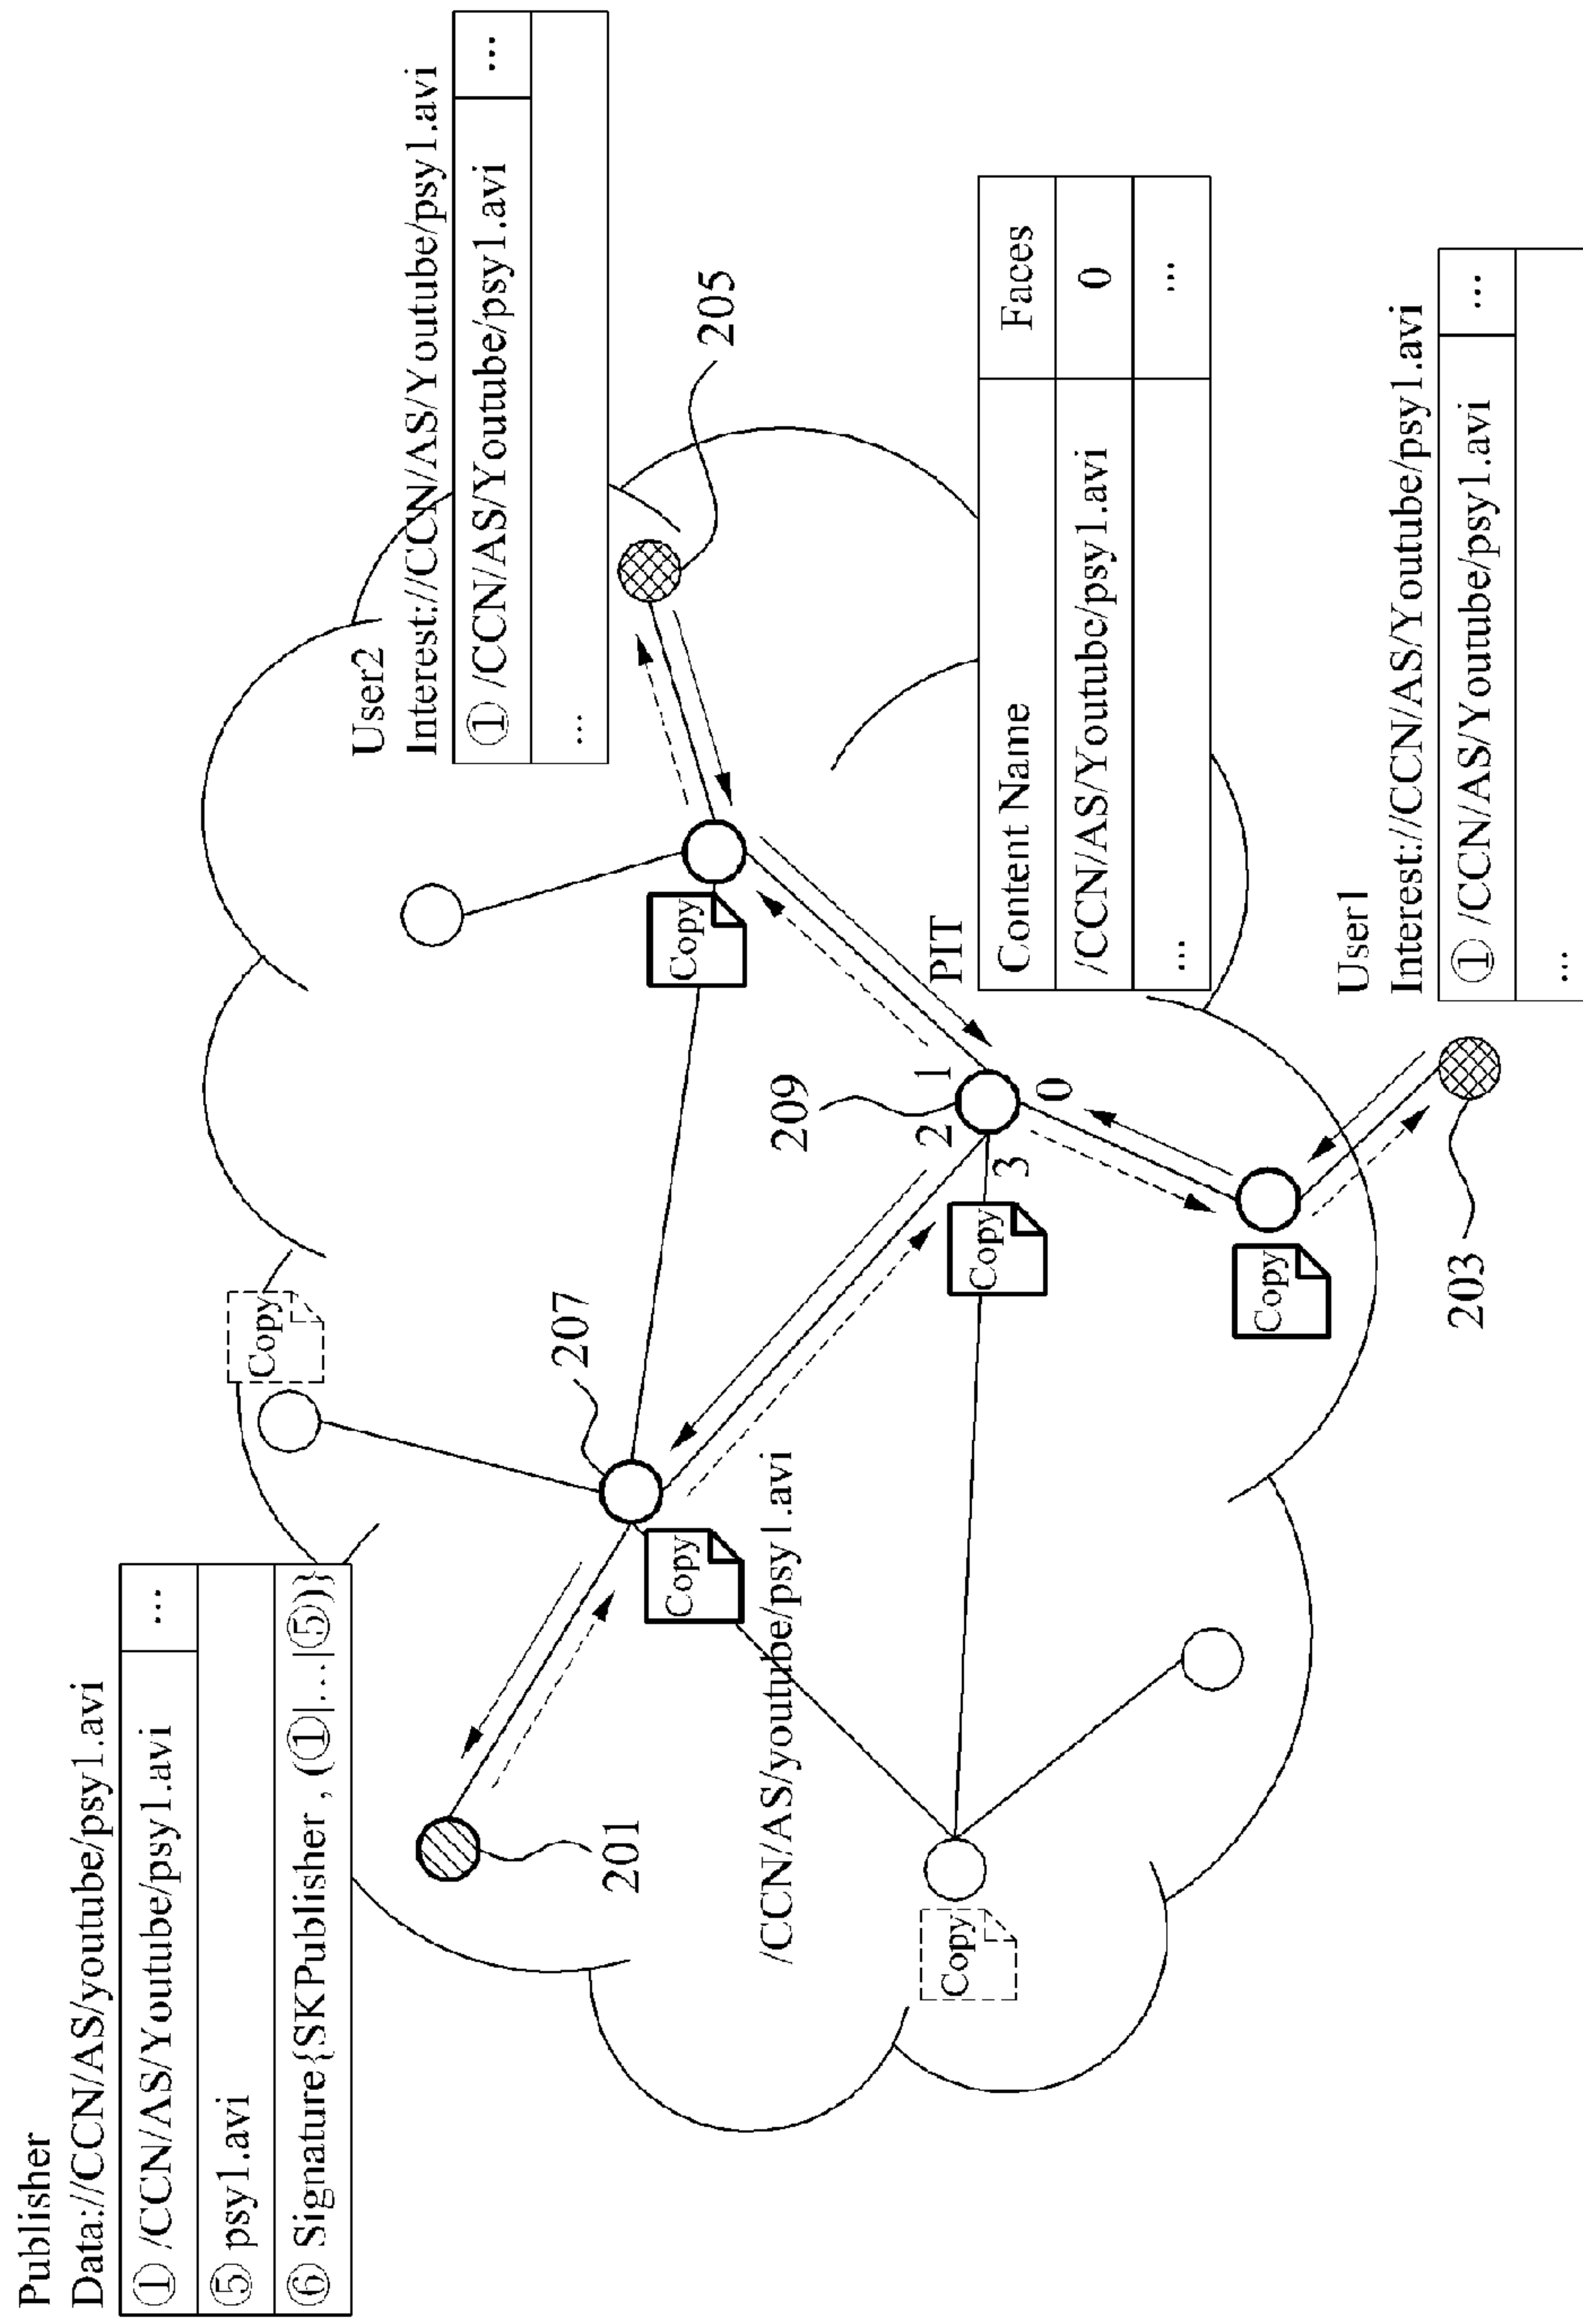 Publisher
Data://CCN/AS/youtube/psy1.avi
① /CCN/AS/Youtube/psy1.avi ...
⑤ psy1.avi
⑥ Signature{SKPublisher , (①|...|⑤)}
201
207
Copy
Copy
/CCN/AS/youtube/psy1.avi
Copy
User2
Interest://CCN/AS/Youtube/psy1.avi
① /CCN/AS/Youtube/psy1.avi ...
...
205
Copy
209
1
2
0
3
Copy
PIT
Content Name Faces
/CCN/AS/Youtube/psy1.avi 0
... ...
Copy
203
User1
Interest://CCN/AS/Youtube/psy1.avi
① /CCN/AS/Youtube/psy1.avi ...
...